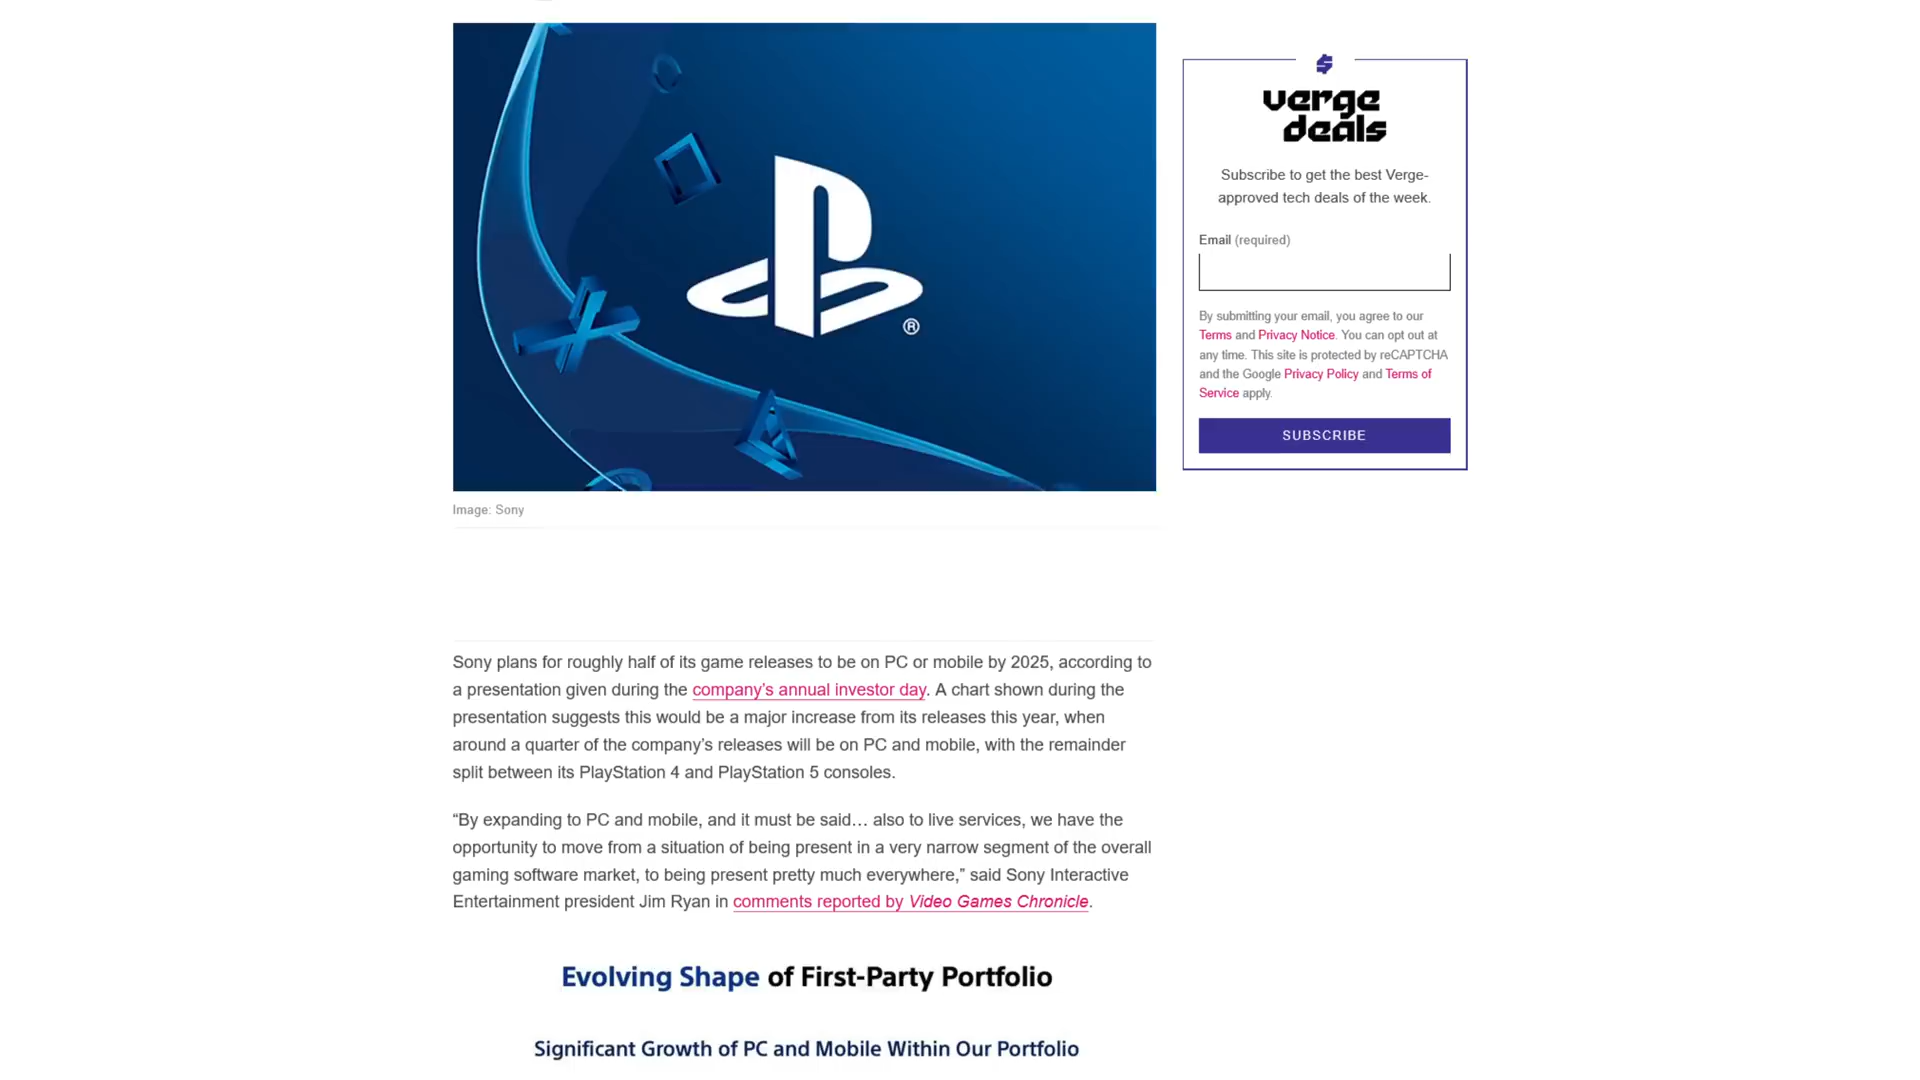 ®
Image: Sony
Sony plans for roughly half of its game releases to be on PC or mobile by 2025, according to
a presentation given during the company’s annual investor day. A chart shown during the
presentation suggests this would be a major increase from its releases this year, when
around a quarter of the company’s releases will be on PC and mobile, with the remainder
split between its PlayStation 4 and PlayStation 5 consoles.
“By expanding to PC and mobile, and it must be said… also to live services, we have the
opportunity to move from a situation of being present in a very narrow segment of the overall
gaming software market, to being present pretty much everywhere,” said Sony Interactive
Entertainment president Jim Ryan in comments reported by Video Games Chronicle.
Evolving Shape of First-Party Portfolio
Significant Growth of PC and Mobile Within Our Portfolio
$
verge
deals
Subscribe to get the best Verge-
approved tech deals of the week.
Email (required)
By submitting your email, you agree to our
Terms and Privacy Notice. You can opt out at
any time. This site is protected by reCAPTCHA
and the Google Privacy Policy and Terms of
Service apply.
SUBSCRIBE